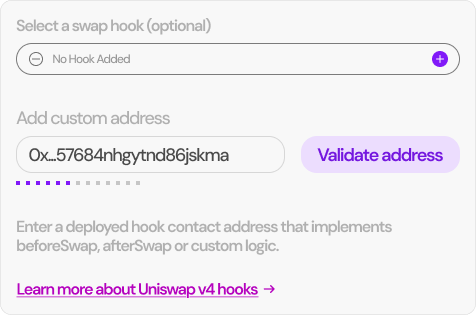 Select a swap hook (optional)
No Hook Added
Add custom address
0x...57684nhgytnd86jskma
Validate address
Enter a deployed hook contact address that implements
beforeSwap, afterSwap or custom logic.
Learn more about Uniswap v4 hooks →